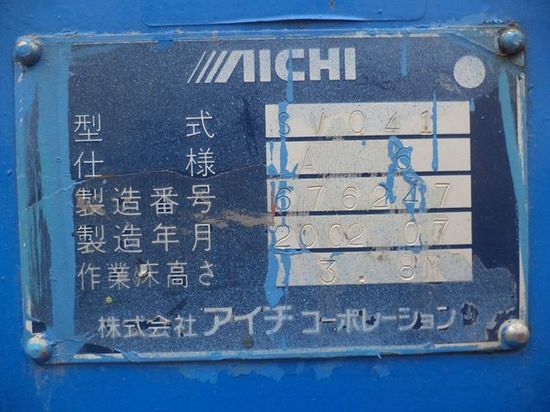 AICHI
型 式 SV041
仕 様 A 6
製造番号 676247
製造年月 2002 07
作業床高さ 3.8M
株式会社 アイチ コーポレーション